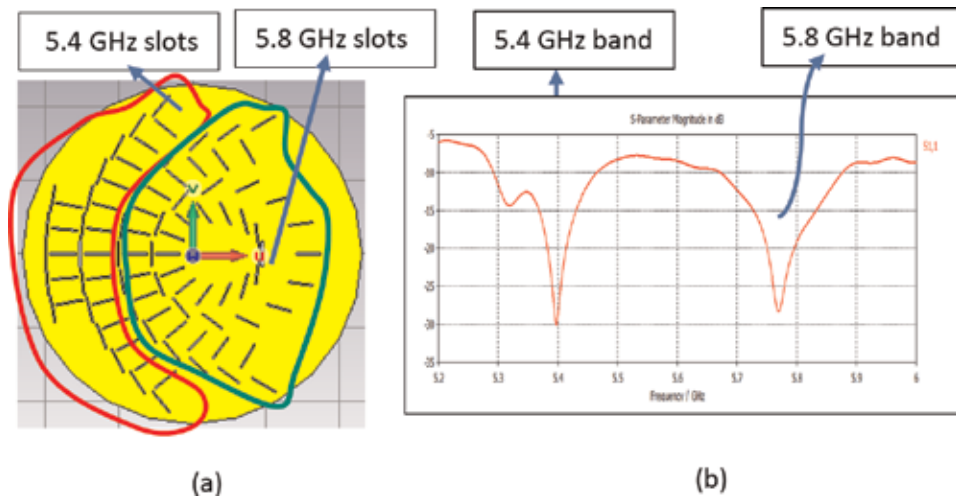 5.4 GHz slots
5.8 GHz slots
5.4 GHz band
5.8 GHz band
v
u
S-Parameter Magnitude in dB
S1,1
-5
-10
-15
-20
-25
-30
-35
5.2
5.3
5.4
5.5
5.6
5.7
5.8
5.9
6
Frequency / GHz
(a)
(b)